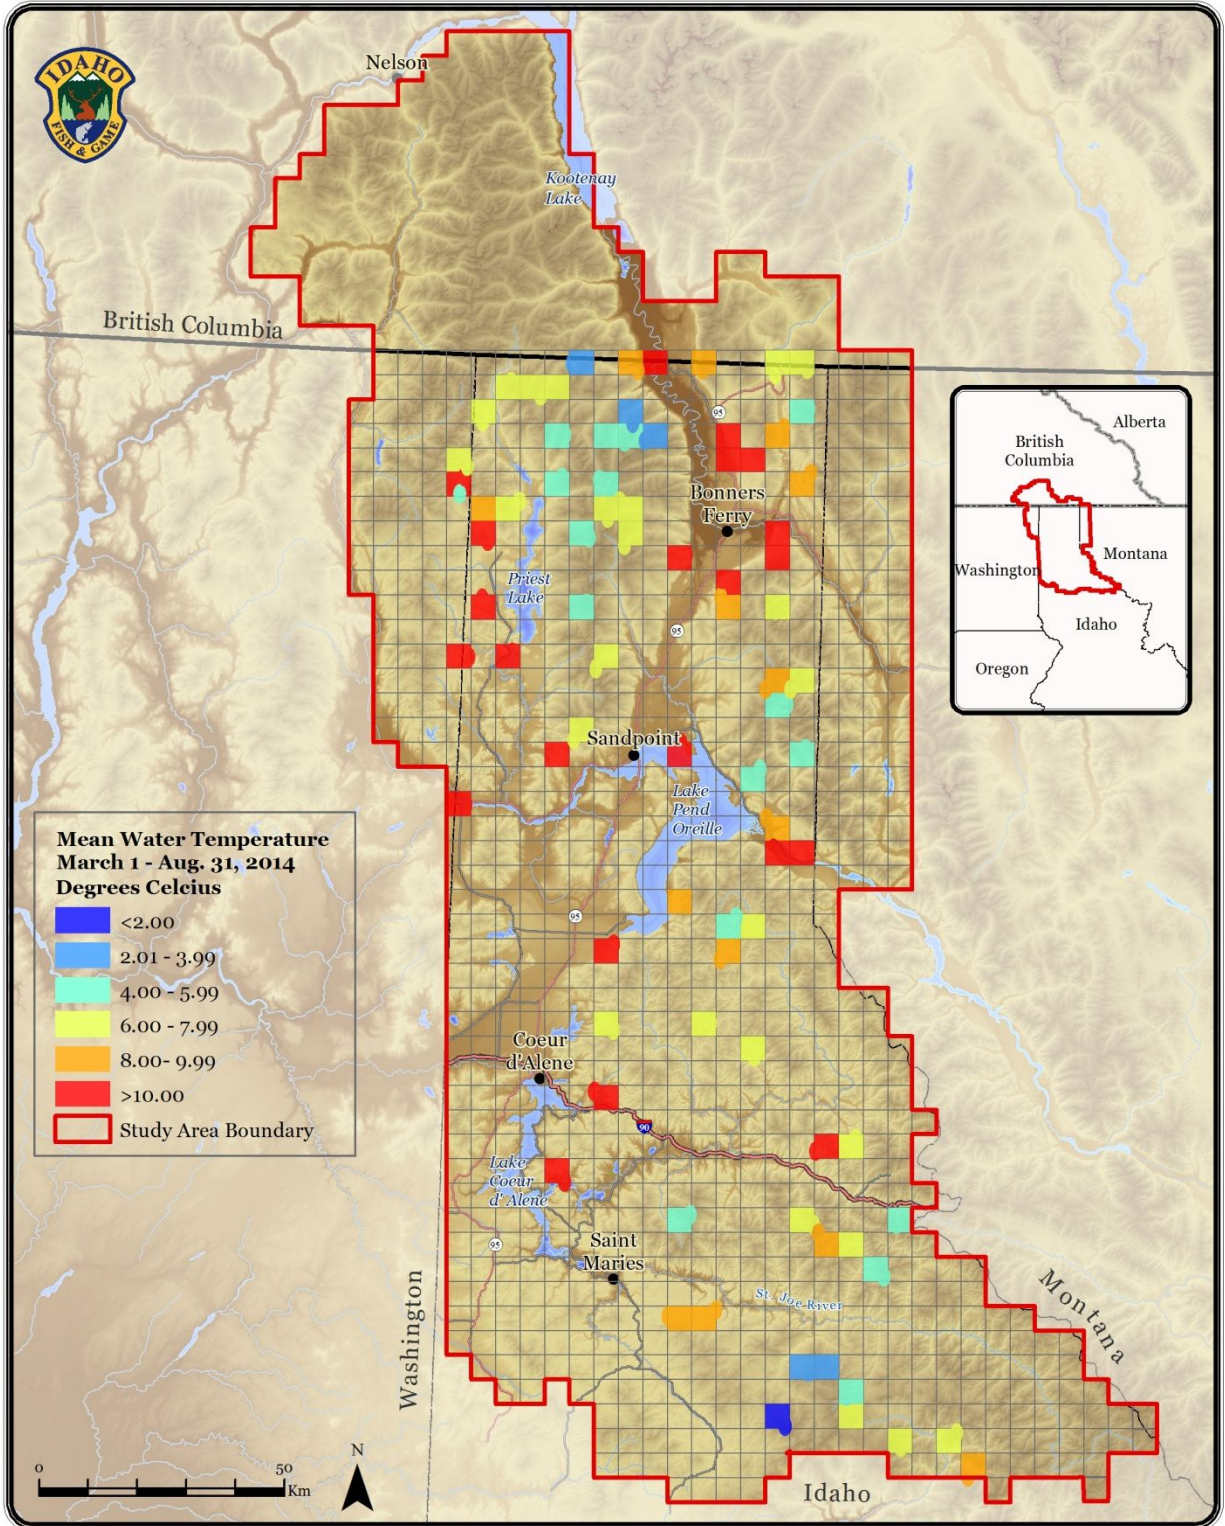 IDAHO
FISH & GAME
Nelson
Kootenay
Lake
British Columbia
95
Bonners
Ferry
Priest
Lake
95
Sandpoint
Lake
Pend
Oreille
95
Coeur
d'Alene
90
Lake
Coeur
d' Alene
95
Saint
Maries
St. Joe River
Montana
Washington
Idaho
Alberta
British
Columbia
Washington
Montana
Idaho
Oregon
Mean Water Temperature
March 1 - Aug. 31, 2014
Degrees Celcius
<2.00
2.01 - 3.99
4.00 - 5.99
6.00 - 7.99
8.00- 9.99
>10.00
Study Area Boundary
0
50
Km
N